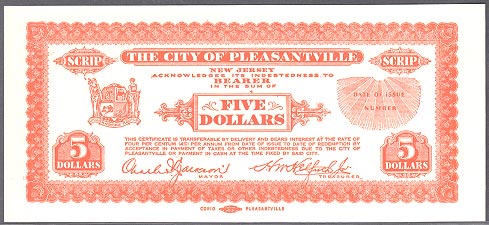 THE CITY OF PLEASANTVILLE
SCRIP
SCRIP
NEW JERSEY
ACKNOWLEDGES ITS INDEBTEDNESS TO
BEARER
IN THE SUM OF
FIVE
DOLLARS
DATE OF ISSUE
NUMBER
5
DOLLARS
5
DOLLARS
THIS CERTIFICATE IS TRANSFERABLE BY DELIVERY AND BEARS INTEREST AT THE RATE OF
FOUR PER CENTUM (4%) PER ANNUM FROM DATE OF ISSUE TO DATE OF REDEMPTION BY
ACCEPTANCE IN PAYMENT OF TAXES OR OTHER INDEBTEDNESS DUE TO THE CITY OF
PLEASANTVILLE OR PAYMENT IN CASH AT THE TIME FIXED BY SAID CITY.
MAYOR
TREASURER
PLEASANTVILLE